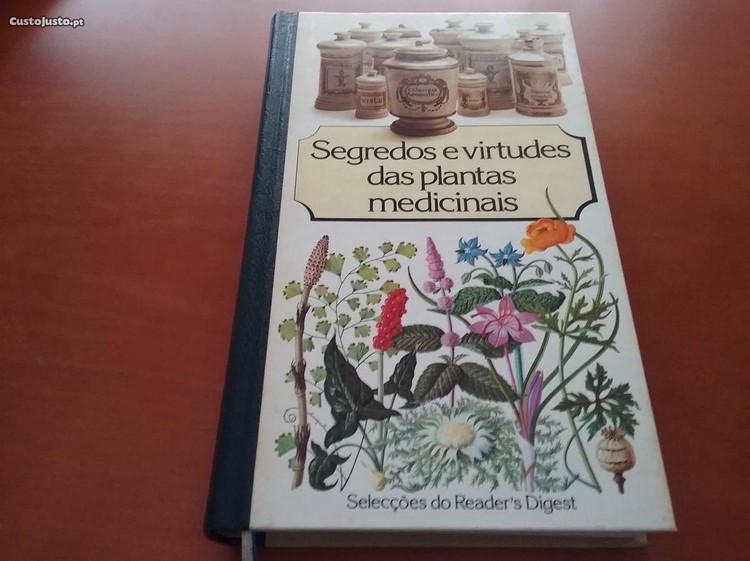 CustoJusto.pt
Segredos e virtudes
das plantas
medicinais
Selecções do Reader's Digest